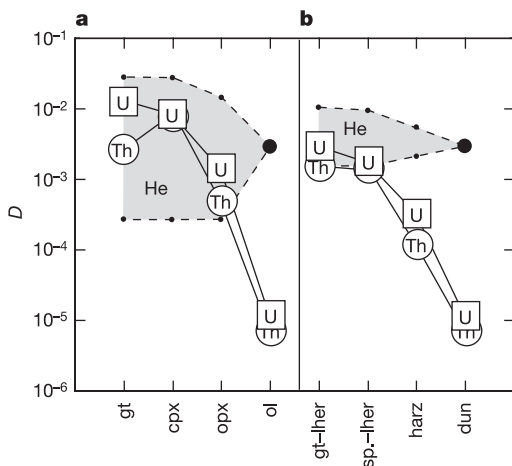 a
b
10⁻¹
10⁻²
10⁻³
10⁻⁴
10⁻⁵
10⁻⁶
D
U
U
Th
He
U
Th
U
Th
He
U
Th
U
U
Th
U
Th
gt
cpx
opx
ol
gt–lher
sp.–lher
harz
dun